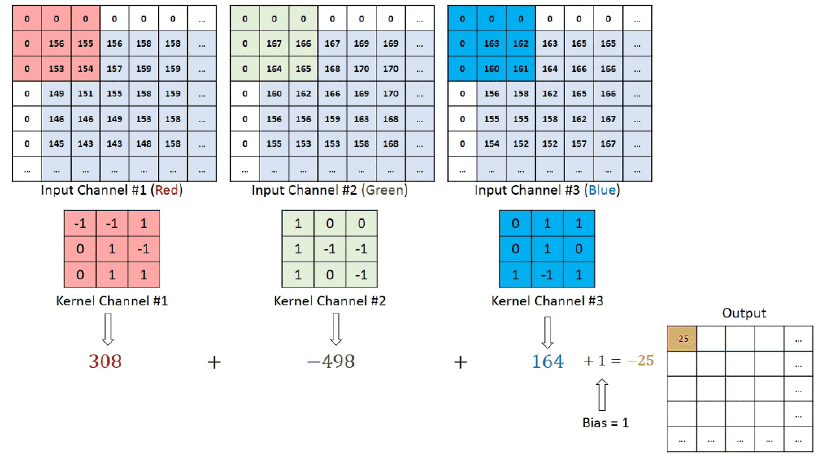 0 0 0 0 0 0 ...
0 156 155 156 158 158 ...
0 153 154 157 159 159 ...
0 149 151 155 158 159 ...
0 146 146 149 153 158 ...
0 145 143 143 148 158 ...
... ... ... ... ... ... ...
Input Channel #1 (Red)
0 0 0 0 0 0 ...
0 167 166 167 169 169 ...
0 164 165 168 170 170 ...
0 160 162 166 169 170 ...
0 156 156 159 163 168 ...
0 155 153 153 158 168 ...
... ... ... ... ... ... ...
Input Channel #2 (Green)
0 0 0 0 0 0 ...
0 163 162 163 165 165 ...
0 160 161 164 166 166 ...
0 156 158 162 165 166 ...
0 155 155 158 162 167 ...
0 154 152 152 157 167 ...
... ... ... ... ... ... ...
Input Channel #3 (Blue)
-1 -1 1
0 1 -1
0 1 1
Kernel Channel #1
1 0 0
1 -1 -1
1 0 -1
Kernel Channel #2
0 1 1
0 1 0
1 -1 1
Kernel Channel #3
308 + −498 + 164 + 1 = −25
Bias = 1
Output
-25 ...
...
...
...
... ... ... ... ...